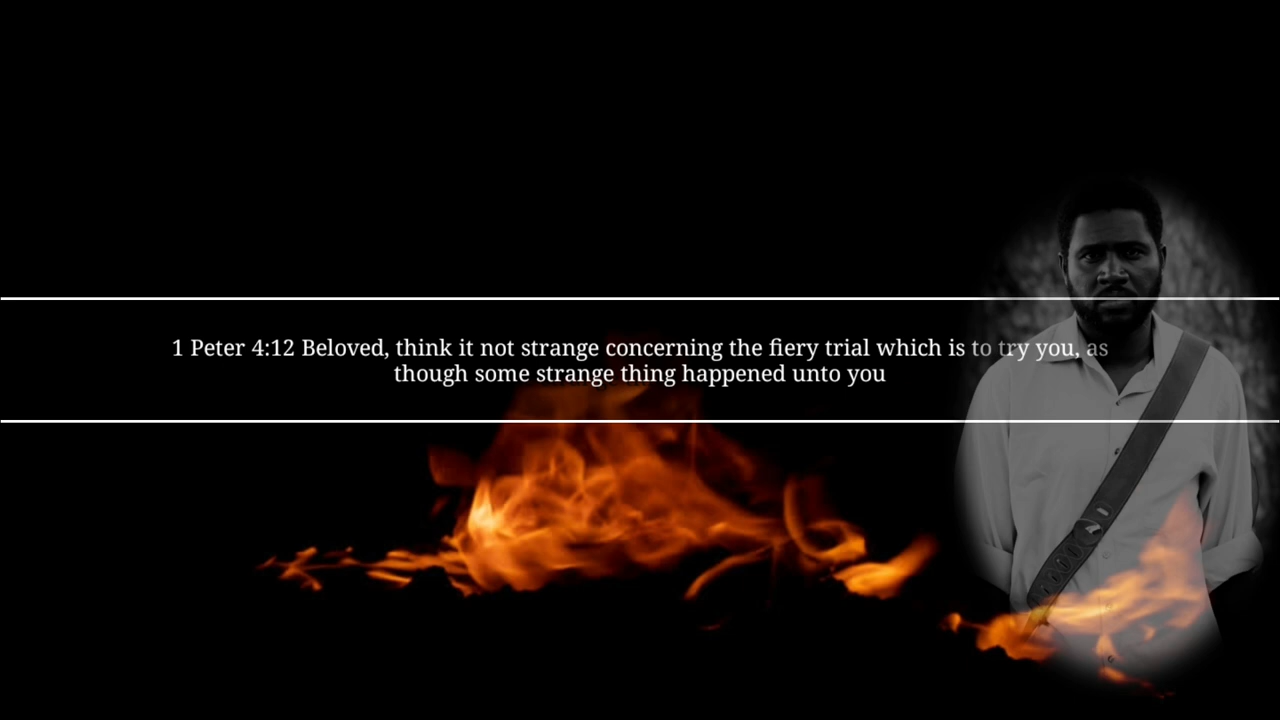 1 Peter 4:12 Beloved, think it not strange concerning the fiery trial which is to try you, as
though some strange thing happened unto you